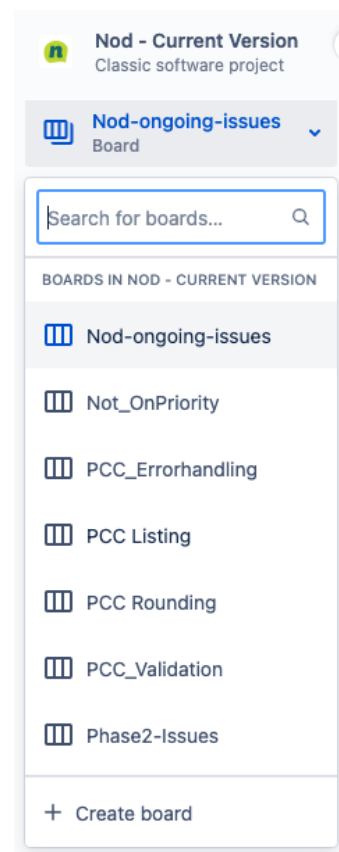 n
Nod - Current Version
Classic software project
Nod-ongoing-issues
Board
Search for boards...
BOARDS IN NOD - CURRENT VERSION
Nod-ongoing-issues
Not_OnPriority
PCC_Errorhandling
PCC Listing
PCC Rounding
PCC_Validation
Phase2-Issues
+ Create board